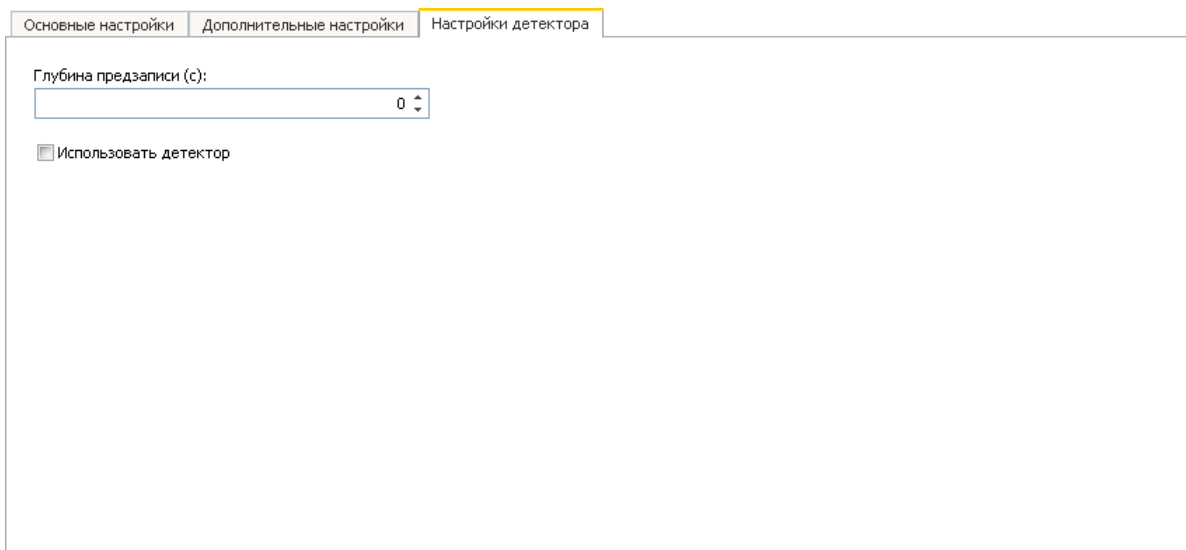 Основные настройки Дополнительные настройки Настройки детектора
Глубина предзаписи (с):
0
Использовать детектор